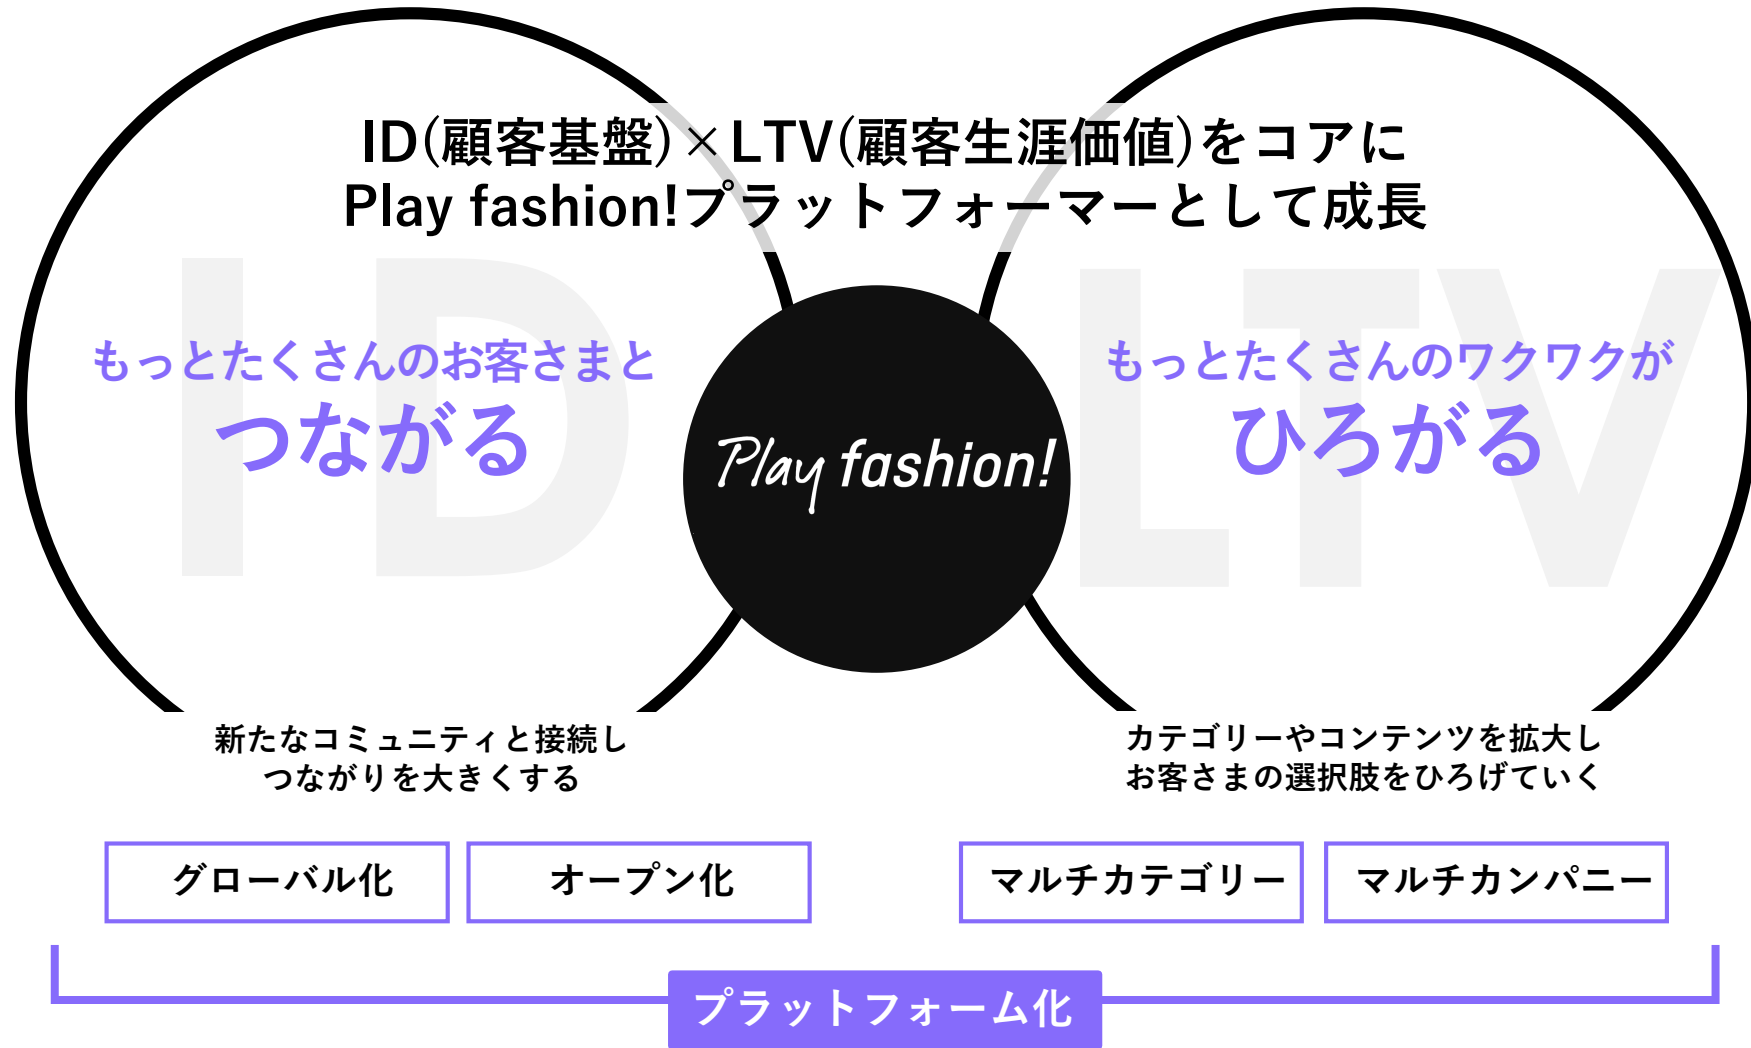 ID(顧客基盤)×LTV(顧客生涯価値)をコアに
Play fashion!プラットフォーマーとして成長
ID
もっとたくさんのお客さまと
つながる
Play fashion!
LTV
もっとたくさんのワクワクが
ひろがる
新たなコミュニティと接続し
つながりを大きくする
カテゴリーやコンテンツを拡大し
お客さまの選択肢をひろげていく
グローバル化
オープン化
マルチカテゴリー
マルチカンパニー
プラットフォーム化